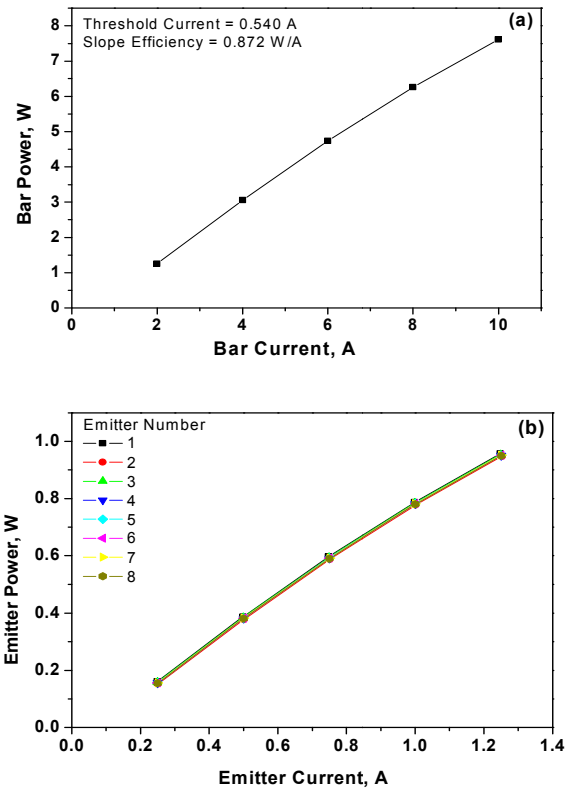 (a)
Threshold Current = 0.540 A
Slope Efficiency = 0.872 W/A
8
7
6
5
4
3
2
1
0
Bar Power, W
0 2 4 6 8 10
Bar Current, A
(b)
Emitter Number
1
2
3
4
5
6
7
8
1.0
0.8
0.6
0.4
0.2
0.0
Emitter Power, W
0.0 0.2 0.4 0.6 0.8 1.0 1.2 1.4
Emitter Current, A